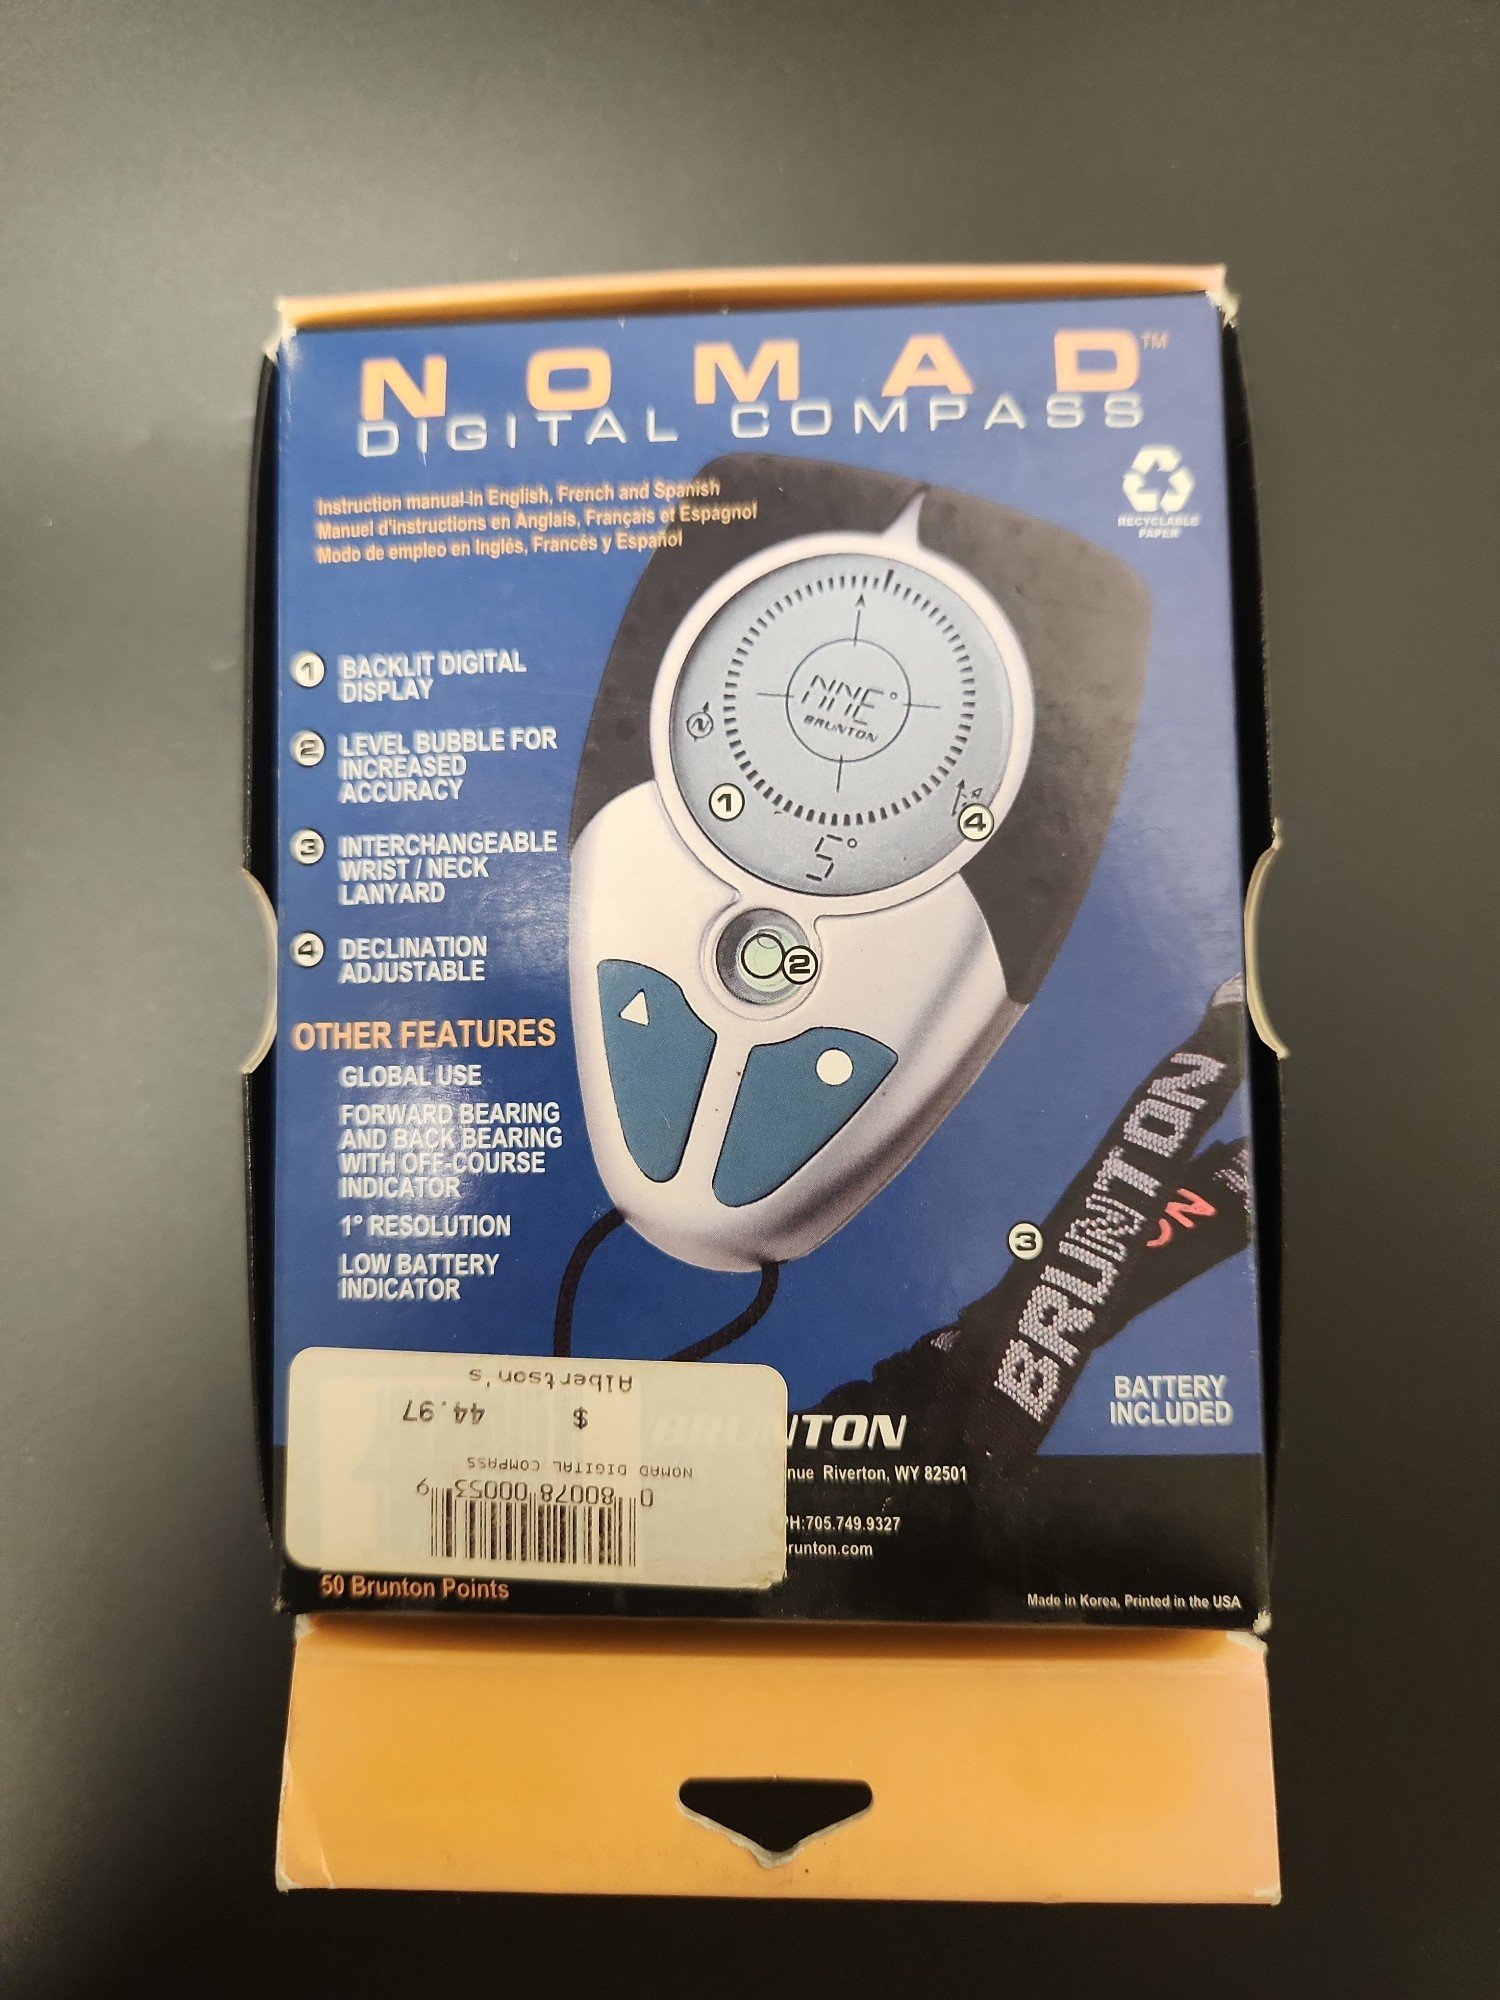 NOMAD™
DIGITAL COMPASS
RECYCLABLE
PAPER
Instruction manual in English, French and Spanish
Manuel d'instructions en Anglais, Français et Espagnol
Modo de empleo en Inglés, Francés y Español
1 BACKLIT DIGITAL
DISPLAY
2 LEVEL BUBBLE FOR
INCREASED
ACCURACY
3 INTERCHANGEABLE
WRIST / NECK
LANYARD
4 DECLINATION
ADJUSTABLE
OTHER FEATURES
GLOBAL USE
FORWARD BEARING
AND BACK BEARING
WITH OFF-COURSE
INDICATOR
1° RESOLUTION
LOW BATTERY
INDICATOR
NNE°
BRUNTON
N
1
4
5°
2
3
BRUNTON
ON
BATTERY
INCLUDED
BRUNTON
nue Riverton, WY 82501
PH:705.749.9327
runton.com
0 80078 00053 9
NOMAD DIGITAL COMPASS
$ 44.97
Albertson's
50 Brunton Points
Made in Korea, Printed in the USA